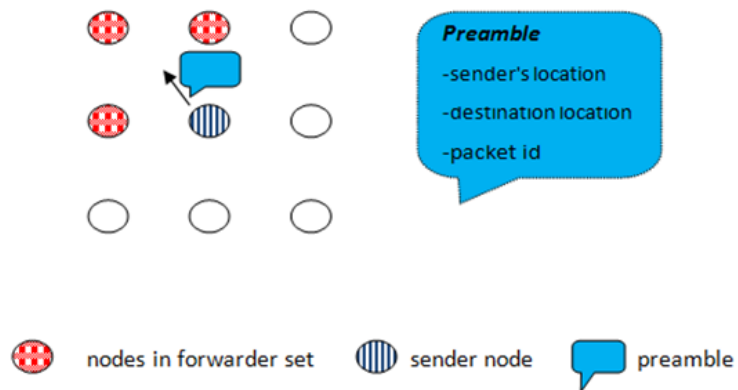 Preamble
-sender's location
-destination location
-packet id
nodes in forwarder set
sender node
preamble